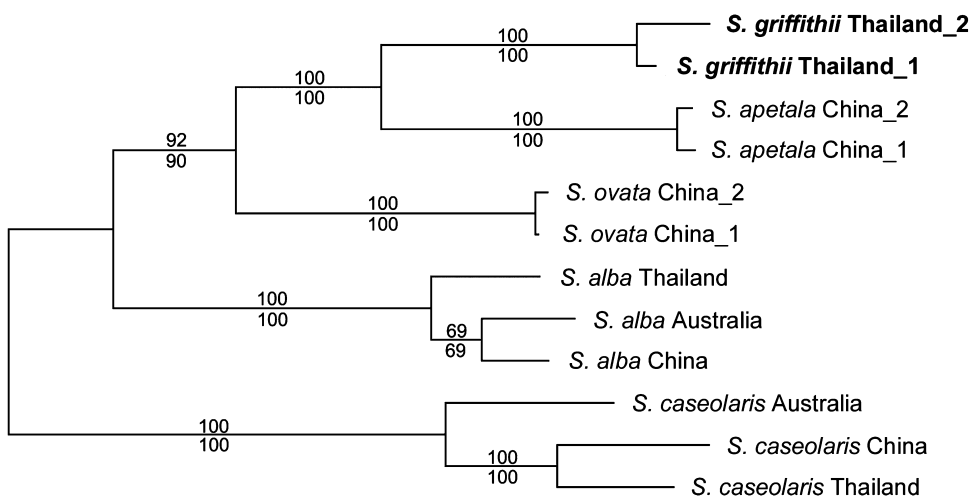 S. griffithii Thailand_2
100
100
S. griffithii Thailand_1
100
100
S. apetala China_2
100
100
S. apetala China_1
92
90
S. ovata China_2
100
100
S. ovata China_1
S. alba Thailand
100
100
S. alba Australia
69
69
S. alba China
S. caseolaris Australia
100
100
S. caseolaris China
100
100
S. caseolaris Thailand